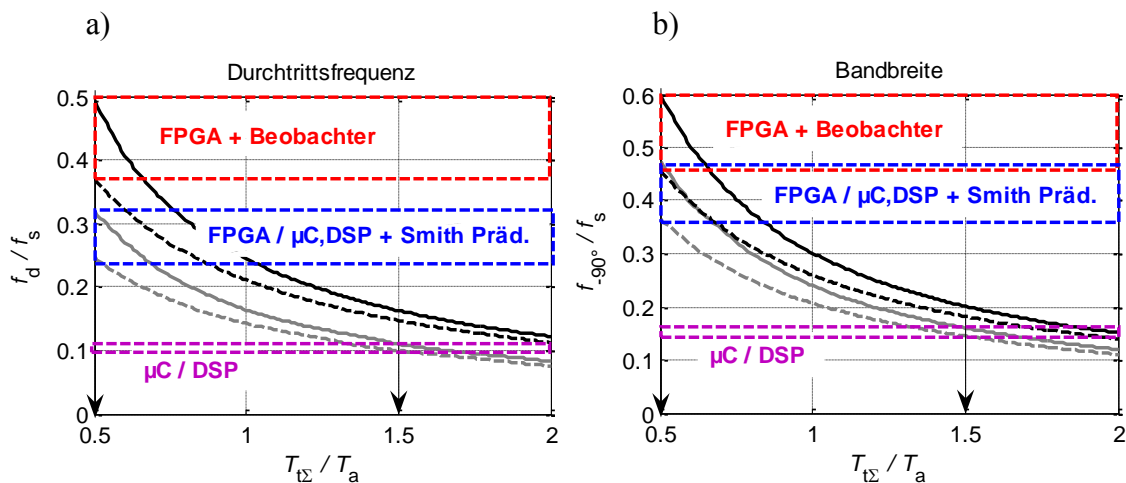 a)
Durchtrittsfrequenz
0.5
0.4
0.3
0.2
0.1
0
f_d / f_s
FPGA + Beobachter
FPGA / µC,DSP + Smith Präd.
µC / DSP
0.5
1
1.5
2
T_tΣ / T_a
b)
Bandbreite
0.6
0.5
0.4
0.3
0.2
0.1
0
f_-90° / f_s
FPGA + Beobachter
FPGA / µC,DSP + Smith Präd.
µC / DSP
0.5
1
1.5
2
T_tΣ / T_a